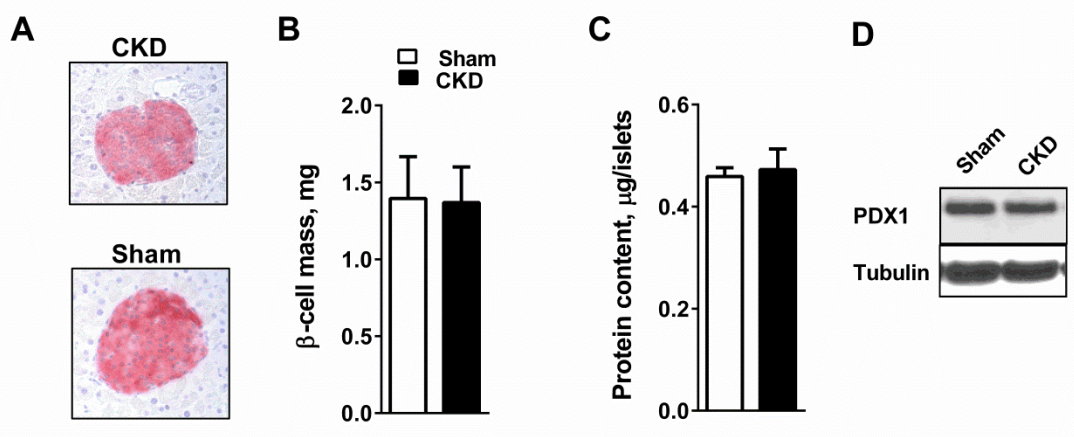 A
CKD
Sham
B
Sham
CKD
β-cell mass, mg
2.0
1.5
1.0
0.5
0.0
C
Protein content, μg/islets
0.6
0.4
0.2
0.0
D
Sham CKD
PDX1
Tubulin